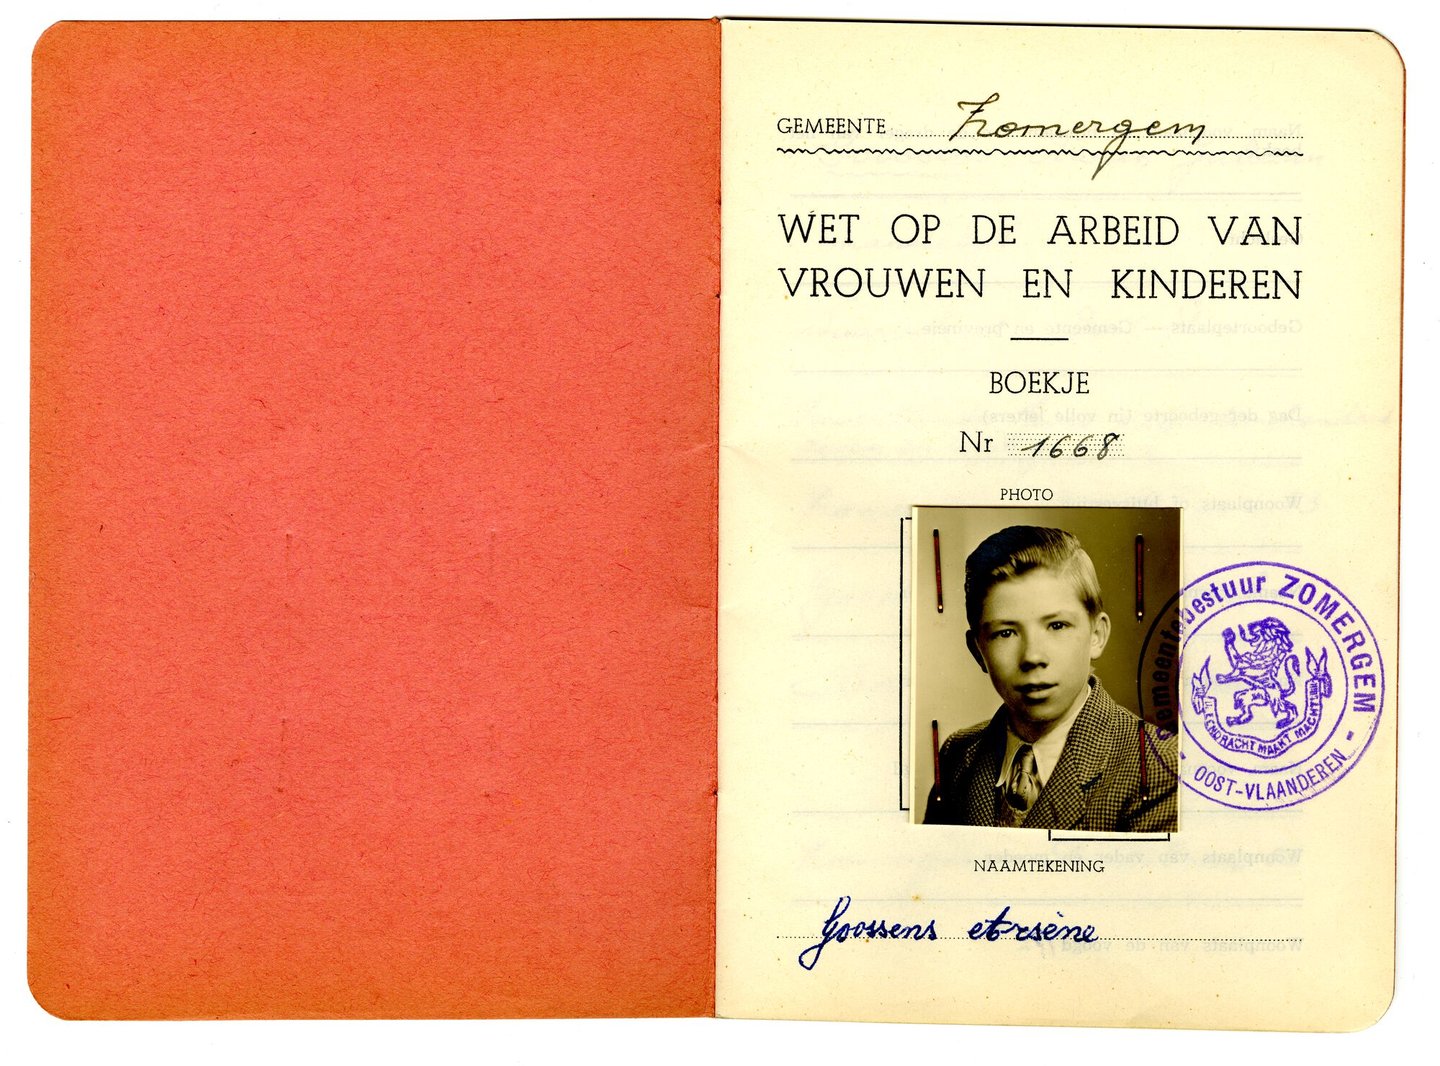 GEMEENTE Zomergem
WET OP DE ARBEID VAN
VROUWEN EN KINDEREN
BOEKJE
Nr 1668
PHOTO
Gemeentebestuur ZOMERGEM
EENDRACHT MAAKT MACHT
- OOST-VLAANDEREN -
NAAMTEKENING
Goossens Arsène